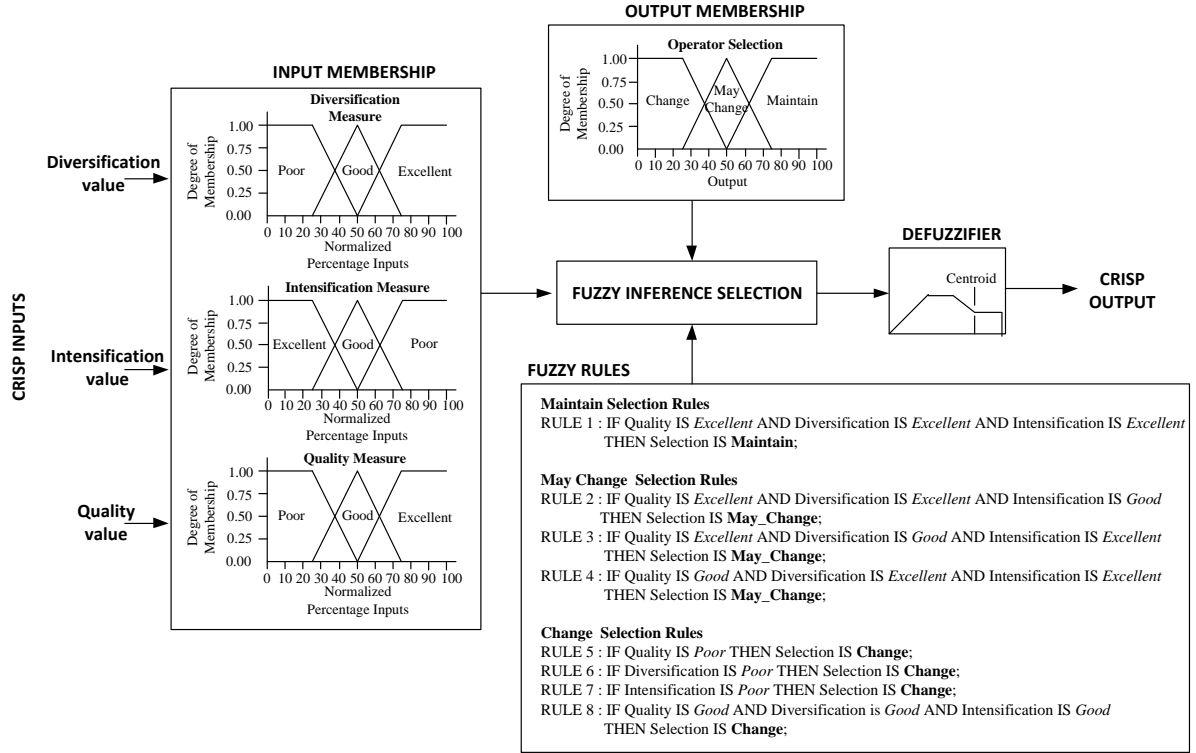 OUTPUT MEMBERSHIP
Operator Selection
Degree of
Membership
1.00
0.75
0.50
0.25
0.00
Change
May
Change
Maintain
0 10 20 30 40 50 60 70 80 90 100
Output
INPUT MEMBERSHIP
Diversification
Measure
Degree of
Membership
1.00
0.75
0.50
0.25
0.00
Poor
Good
Excellent
0 10 20 30 40 50 60 70 80 90 100
Normalized
Percentage Inputs
Intensification Measure
Degree of
Membership
1.00
0.75
0.50
0.25
0.00
Excellent
Good
Poor
0 10 20 30 40 50 60 70 80 90 100
Normalized
Percentage Inputs
Quality Measure
Degree of
Membership
1.00
0.75
0.50
0.25
0.00
Poor
Good
Excellent
0 10 20 30 40 50 60 70 80 90 100
Normalized
Percentage Inputs
CRISP INPUTS
Diversification
value
Intensification
value
Quality
value
FUZZY INFERENCE SELECTION
DEFUZZIFIER
Centroid
CRISP
OUTPUT
FUZZY RULES
Maintain Selection Rules
RULE 1 : IF Quality IS Excellent AND Diversification IS Excellent AND Intensification IS Excellent
THEN Selection IS Maintain;
May Change Selection Rules
RULE 2 : IF Quality IS Excellent AND Diversification IS Excellent AND Intensification IS Good
THEN Selection IS May_Change;
RULE 3 : IF Quality IS Excellent AND Diversification IS Good AND Intensification IS Excellent
THEN Selection IS May_Change;
RULE 4 : IF Quality IS Good AND Diversification IS Excellent AND Intensification IS Excellent
THEN Selection IS May_Change;
Change Selection Rules
RULE 5 : IF Quality IS Poor THEN Selection IS Change;
RULE 6 : IF Diversification IS Poor THEN Selection IS Change;
RULE 7 : IF Intensification IS Poor THEN Selection IS Change;
RULE 8 : IF Quality IS Good AND Diversification is Good AND Intensification IS Good
THEN Selection IS Change;